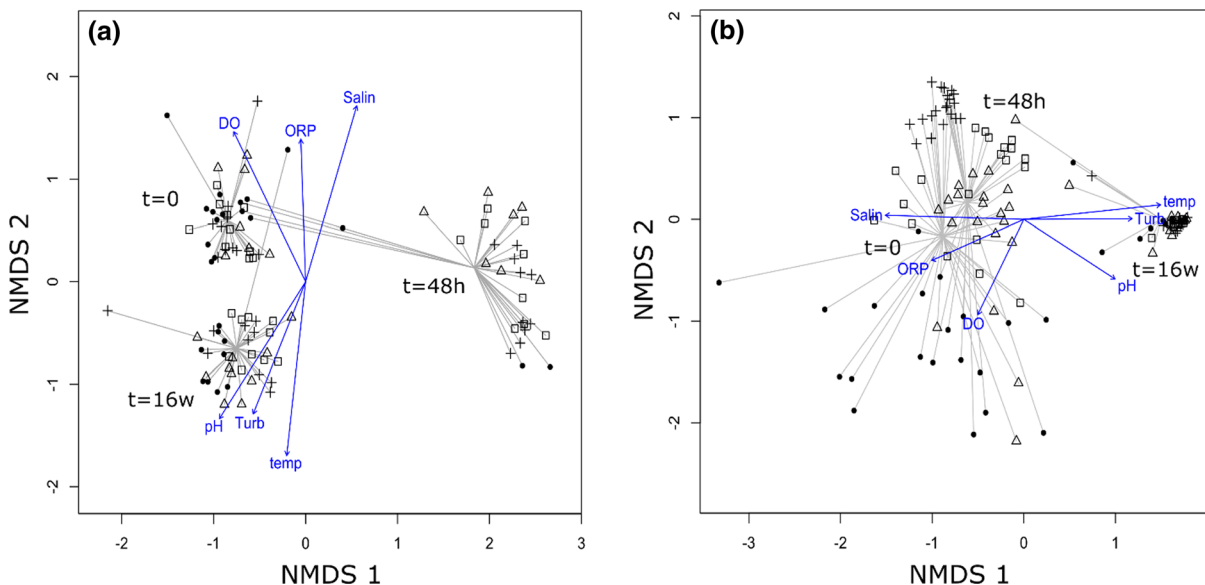 (a)
2
1
0
-1
-2
NMDS 2
DO
ORP
Salin
t=0
t=48h
t=16w
pH
Turb
temp
-2
-1
0
1
2
3
NMDS 1
(b)
2
1
0
-1
-2
NMDS 2
t=48h
Salin
temp
Turb
t=0
ORP
t=16w
pH
DO
-3
-2
-1
0
1
NMDS 1